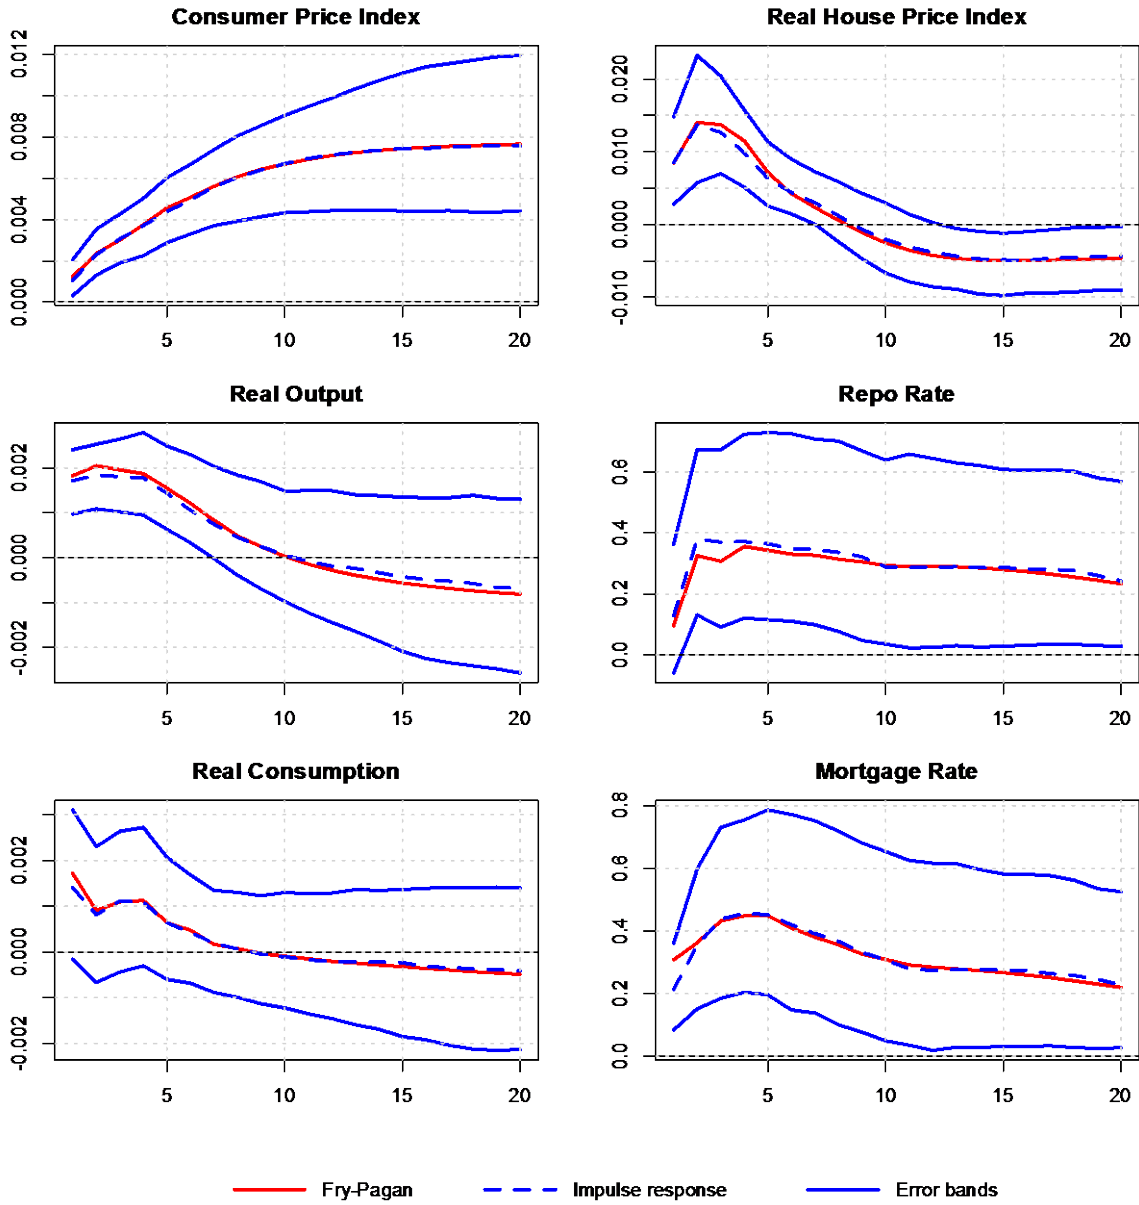 Consumer Price Index
0.012
0.008
0.004
0.000
5 10 15 20
Real House Price Index
0.020
0.010
0.000
-0.010
5 10 15 20
Real Output
0.002
0.000
-0.002
5 10 15 20
Repo Rate
0.6
0.4
0.2
0.0
5 10 15 20
Real Consumption
0.002
0.000
-0.002
5 10 15 20
Mortgage Rate
0.8
0.6
0.4
0.2
0.0
5 10 15 20
Fry-Pagan Impulse response Error bands